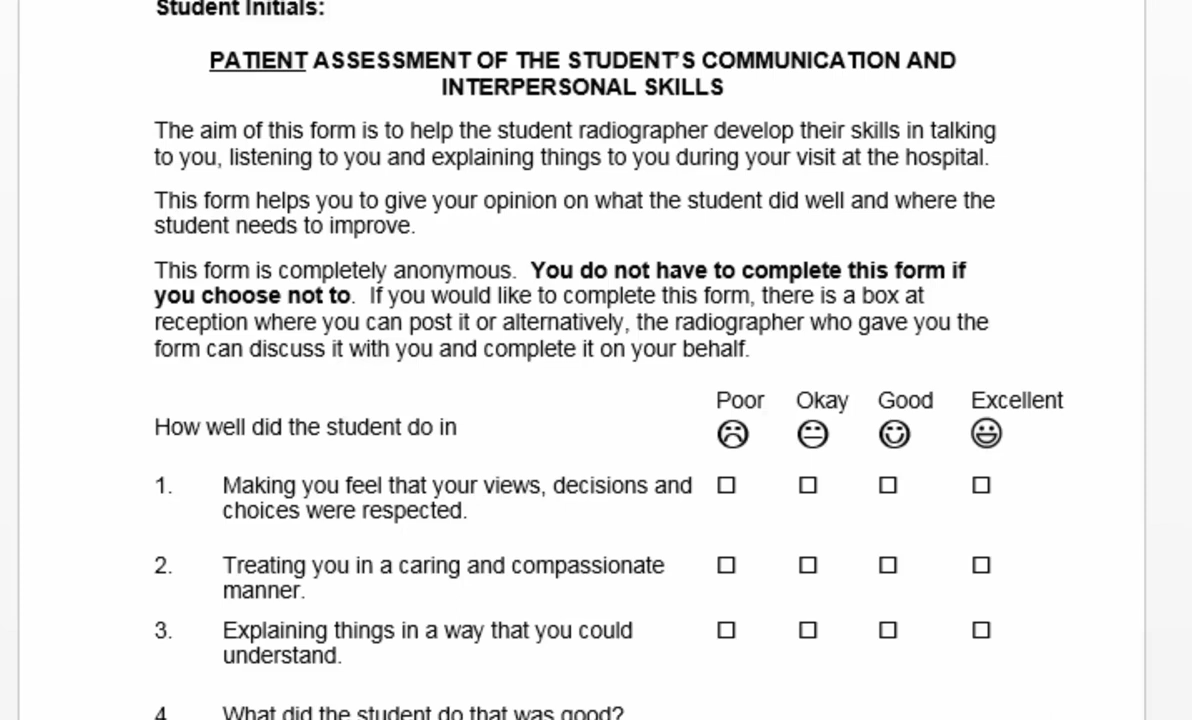 Student Initials:
PATIENT ASSESSMENT OF THE STUDENT'S COMMUNICATION AND
INTERPERSONAL SKILLS
The aim of this form is to help the student radiographer develop their skills in talking
to you, listening to you and explaining things to you during your visit at the hospital.
This form helps you to give your opinion on what the student did well and where the
student needs to improve.
This form is completely anonymous.  You do not have to complete this form if
you choose not to.  If you would like to complete this form, there is a box at
reception where you can post it or alternatively, the radiographer who gave you the
form can discuss it with you and complete it on your behalf.
Poor Okay Good Excellent
How well did the student do in
1. Making you feel that your views, decisions and
choices were respected.
2. Treating you in a caring and compassionate
manner.
3. Explaining things in a way that you could
understand.
4 What did the student do that was good?